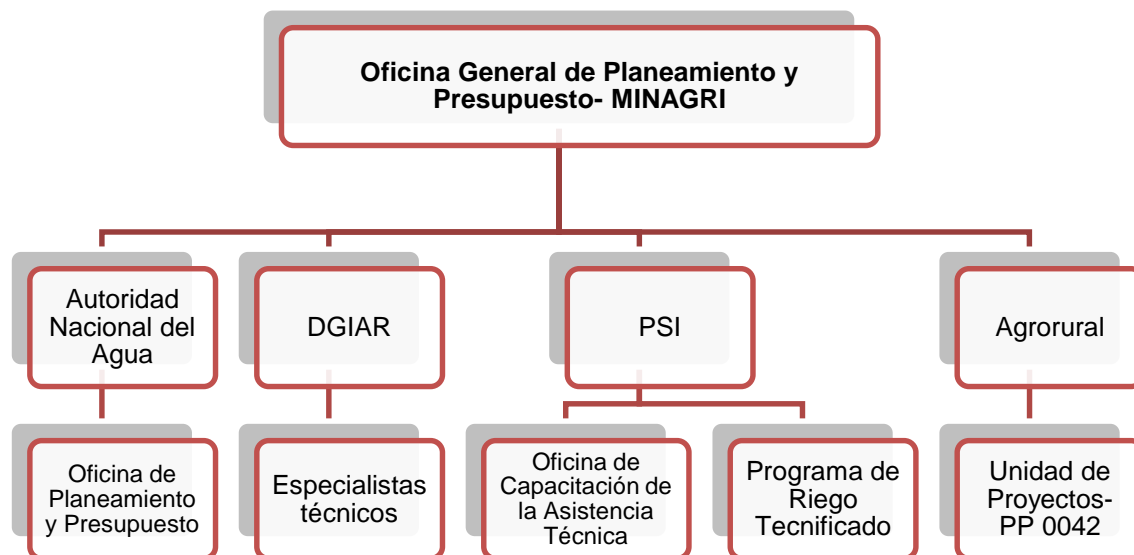 Oficina General de Planeamiento y
Presupuesto- MINAGRI
Autoridad
Nacional del
Agua
DGIAR
PSI
Agrorural
Oficina de
Planeamiento
y Presupuesto
Especialistas
técnicos
Oficina de
Capacitación de
la Asistencia
Técnica
Programa de
Riego
Tecnificado
Unidad de
Proyectos-
PP 0042